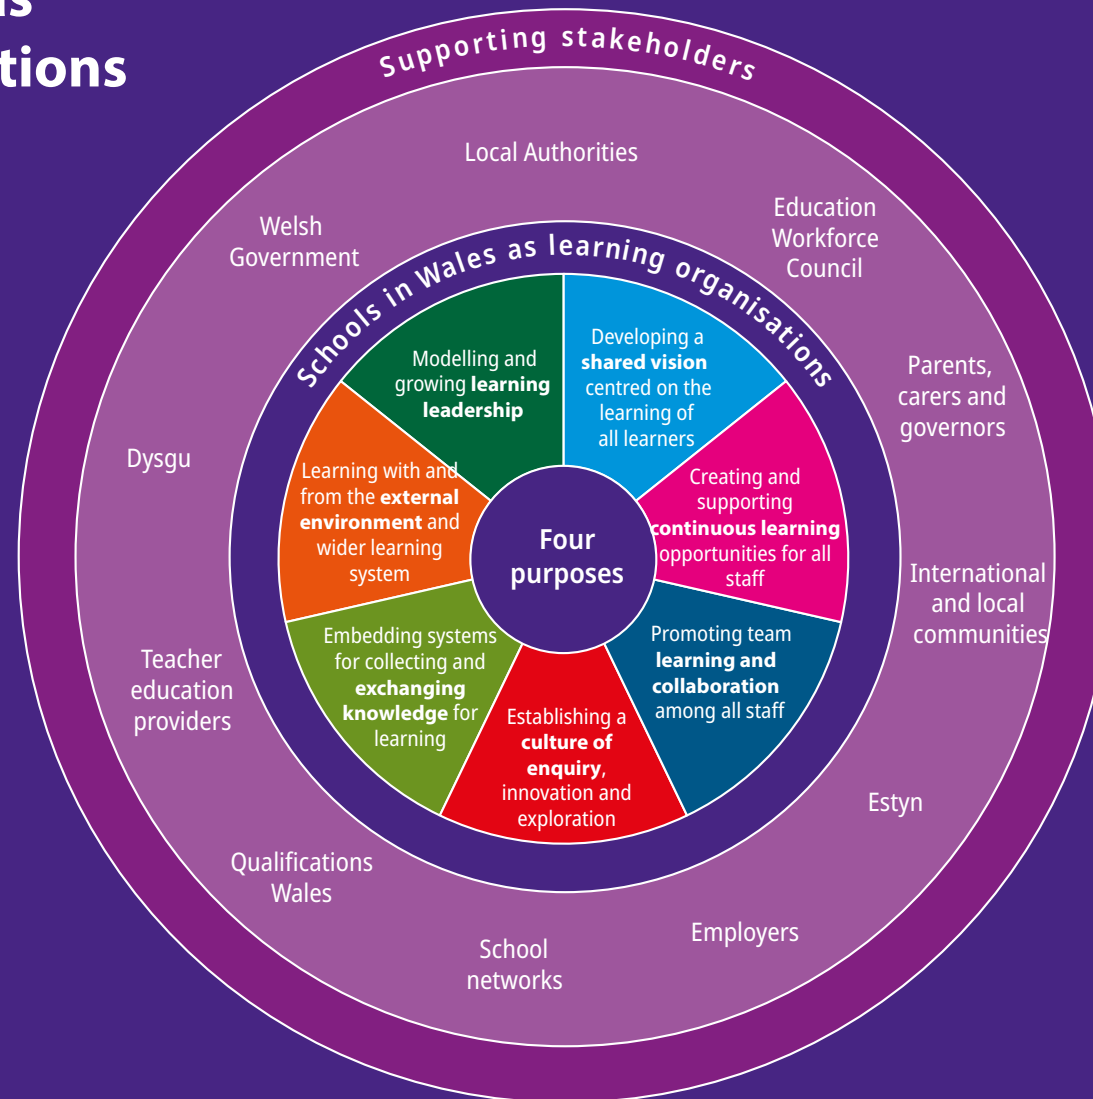 tions
Supporting stakeholders
Local Authorities
Education
Workforce
Council
Parents,
carers and
governors
International
and local
communities
Estyn
Employers
School
networks
Qualifications
Wales
Teacher
education
providers
Dysgu
Welsh
Government
Schools in Wales as learning organisations
Developing a
shared vision
centred on the
learning of
all learners
Creating and
supporting
continuous learning
opportunities for all
staff
Promoting team
learning and
collaboration
among all staff
Establishing a
culture of
enquiry,
innovation and
exploration
Embedding systems
for collecting and
exchanging
knowledge for
learning
Learning with and
from the external
environment and
wider learning
system
Modelling and
growing learning
leadership
Four
purposes